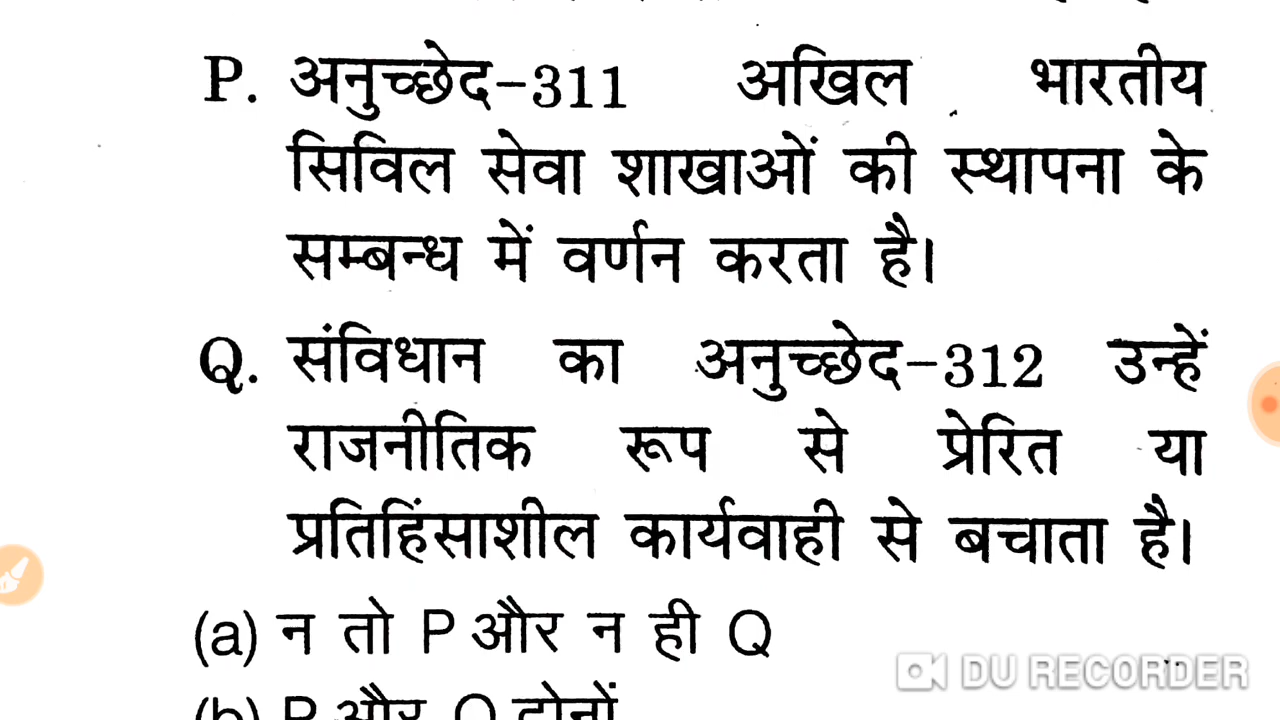 P. अनुच्छेद-311 अखिल भारतीय
सिविल सेवा शाखाओं की स्थापना के
सम्बन्ध में वर्णन करता है।
Q. संविधान का अनुच्छेद-312 उन्हें
राजनीतिक रूप से प्रेरित या
प्रतिहिंसाशील कार्यवाही से बचाता है।
(a) न तो P और न ही Q
(b) P और Q दोनों
DU RECORDER